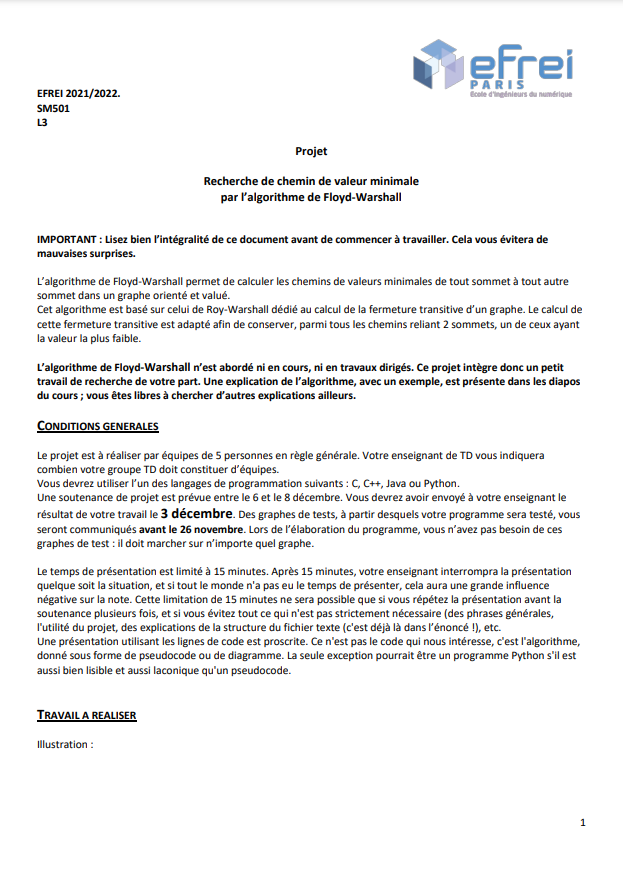 efrei
PARIS
École d'ingénieurs du numérique
EFREI 2021/2022.
SM501
L3
Projet
Recherche de chemin de valeur minimale
par l'algorithme de Floyd-Warshall
IMPORTANT : Lisez bien l'intégralité de ce document avant de commencer à travailler. Cela vous évitera de
mauvaises surprises.
L'algorithme de Floyd-Warshall permet de calculer les chemins de valeurs minimales de tout sommet à tout autre
sommet dans un graphe orienté et valué.
Cet algorithme est basé sur celui de Roy-Warshall dédié au calcul de la fermeture transitive d'un graphe. Le calcul de
cette fermeture transitive est adapté afin de conserver, parmi tous les chemins reliant 2 sommets, un de ceux ayant
la valeur la plus faible.
L'algorithme de Floyd-Warshall n'est abordé ni en cours, ni en travaux dirigés. Ce projet intègre donc un petit
travail de recherche de votre part. Une explication de l'algorithme, avec un exemple, est présente dans les diapos
du cours ; vous êtes libres à chercher d'autres explications ailleurs.
CONDITIONS GENERALES
Le projet est à réaliser par équipes de 5 personnes en règle générale. Votre enseignant de TD vous indiquera
combien votre groupe TD doit constituer d'équipes.
Vous devrez utiliser l'un des langages de programmation suivants : C, C++, Java ou Python.
Une soutenance de projet est prévue entre le 6 et le 8 décembre. Vous devrez avoir envoyé à votre enseignant le
résultat de votre travail le 3 décembre. Des graphes de tests, à partir desquels votre programme sera testé, vous
seront communiqués avant le 26 novembre. Lors de l'élaboration du programme, vous n'avez pas besoin de ces
graphes de test : il doit marcher sur n'importe quel graphe.
Le temps de présentation est limité à 15 minutes. Après 15 minutes, votre enseignant interrompra la présentation
quelque soit la situation, et si tout le monde n'a pas eu le temps de présenter, cela aura une grande influence
négative sur la note. Cette limitation de 15 minutes ne sera possible que si vous répétez la présentation avant la
soutenance plusieurs fois, et si vous évitez tout ce qui n'est pas strictement nécessaire (des phrases générales,
l'utilité du projet, des explications de la structure du fichier texte (c'est déjà là dans l'énoncé !), etc.
Une présentation utilisant les lignes de code est proscrite. Ce n'est pas le code qui nous intéresse, c'est l'algorithme,
donné sous forme de pseudocode ou de diagramme. La seule exception pourrait être un programme Python s'il est
aussi bien lisible et aussi laconique qu'un pseudocode.
TRAVAIL A REALISER
Illustration :
1